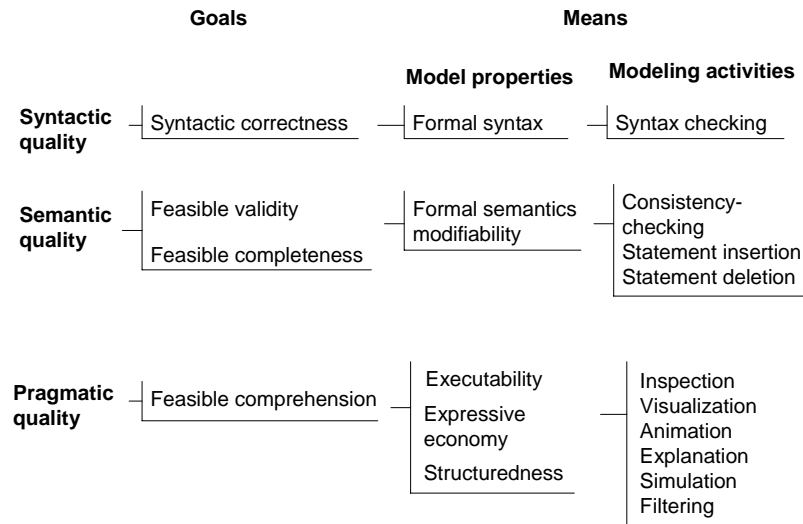 Goals
Means
Model properties
Modeling activities
Syntactic
quality
Syntactic correctness
Formal syntax
Syntax checking
Semantic
quality
Feasible validity
Feasible completeness
Formal semantics
modifiability
Consistency-
checking
Statement insertion
Statement deletion
Pragmatic
quality
Feasible comprehension
Executability
Expressive
economy
Structuredness
Inspection
Visualization
Animation
Explanation
Simulation
Filtering